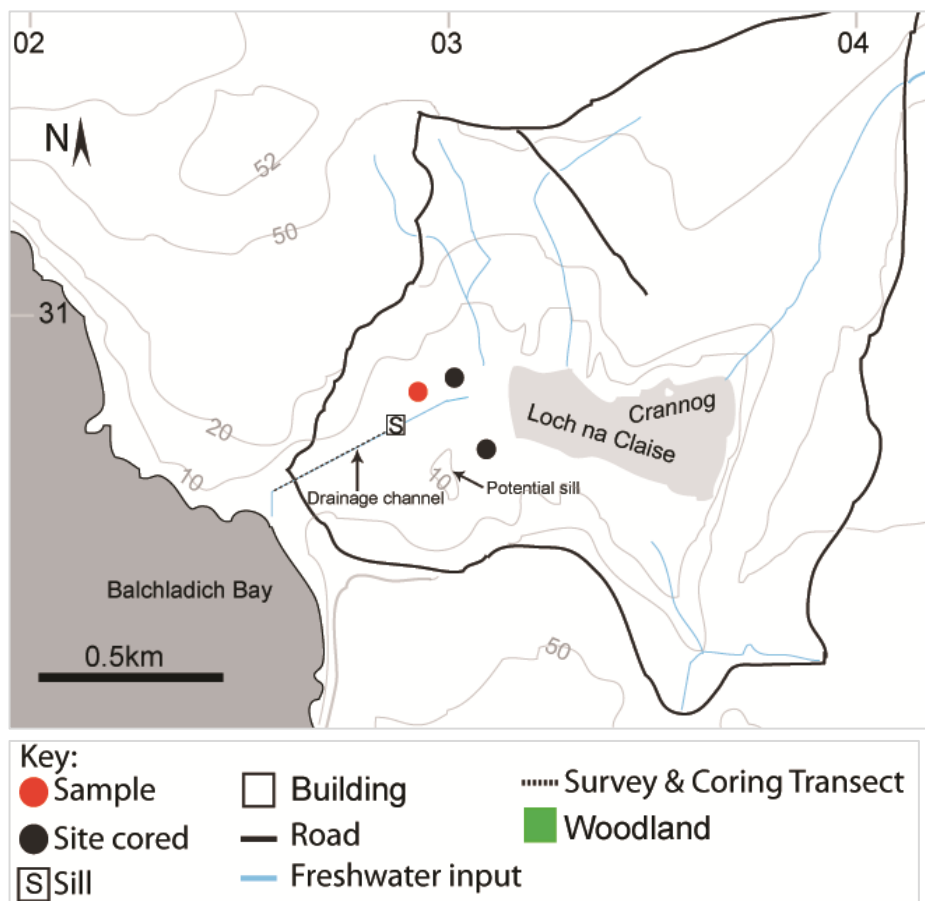 02
03
04
N
52
50
31
20
10
S
Loch na Claise
Crannog
10
Potential sill
Drainage channel
Balchladich Bay
0.5km
50
Key:
Sample
Building
Survey & Coring Transect
Site cored
Road
Woodland
S Sill
Freshwater input